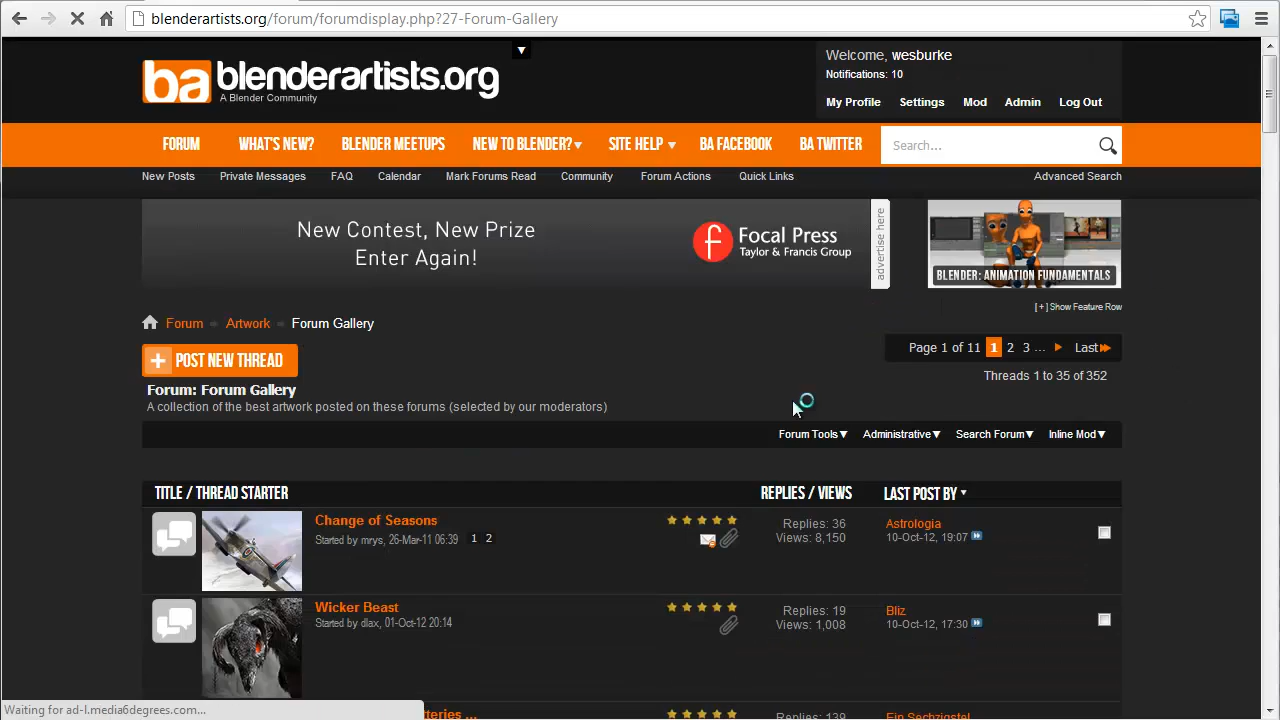 blenderartists.org/forum/forumdisplay.php?27-Forum-Gallery
ba blenderartists.org
A Blender Community
Welcome, wesburke
Notifications: 10
My Profile Settings Mod Admin Log Out
FORUM WHAT'S NEW? BLENDER MEETUPS NEW TO BLENDER? SITE HELP BA FACEBOOK BA TWITTER Search...
New Posts Private Messages FAQ Calendar Mark Forums Read Community Forum Actions Quick Links Advanced Search
New Contest, New Prize
Enter Again!
f Focal Press
Taylor & Francis Group
advertise here
BLENDER: ANIMATION FUNDAMENTALS
[+] Show Feature Row
Forum Artwork Forum Gallery
+ POST NEW THREAD
Page 1 of 11 1 2 3 ... Last
Threads 1 to 35 of 352
Forum: Forum Gallery
A collection of the best artwork posted on these forums (selected by our moderators)
Forum Tools Administrative Search Forum Inline Mod
TITLE / THREAD STARTER REPLIES / VIEWS LAST POST BY
Change of Seasons
Started by mrys, 26-Mar-11 06:39 1 2
Replies: 36
Views: 8,150
Astrologia
10-Oct-12, 19:07
Wicker Beast
Started by dlax, 01-Oct-12 20:14
Replies: 19
Views: 1,008
Bliz
10-Oct-12, 17:30
tteries ...
Replies: 139
Ein Sechzigstel
Waiting for ad-l.media6degrees.com...